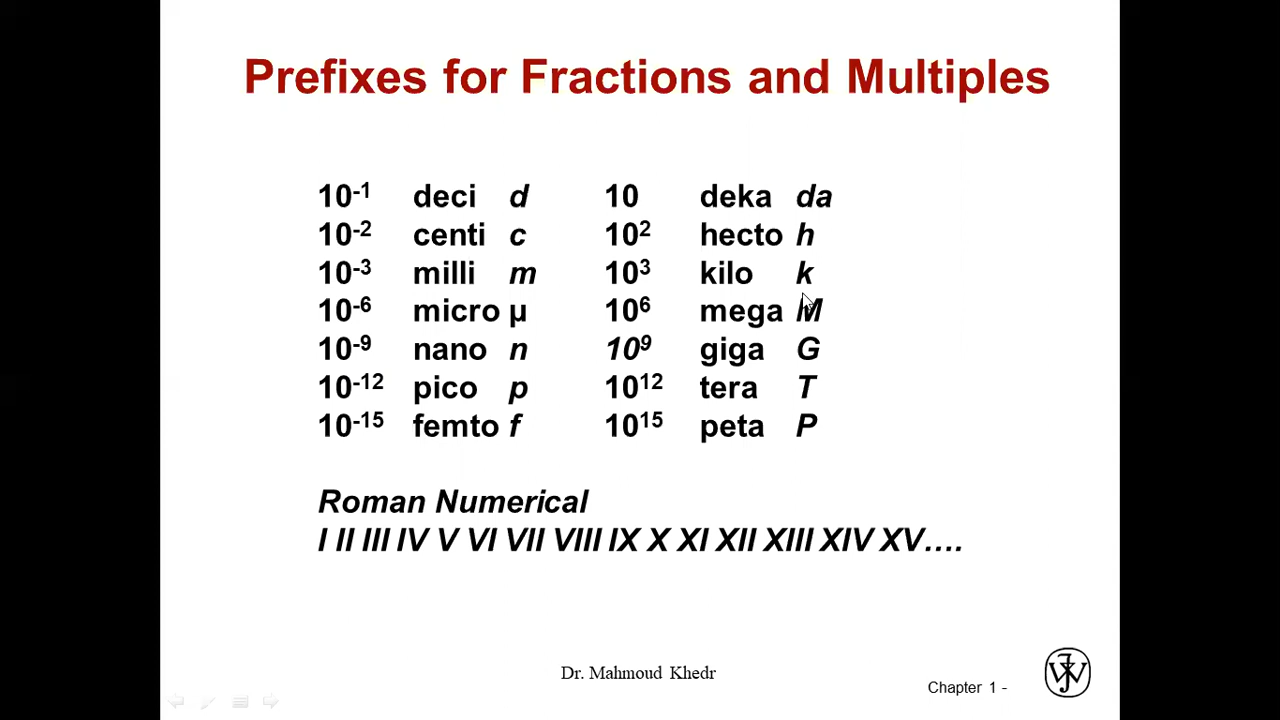 Prefixes for Fractions and Multiples
10⁻¹ deci d 10 deka da
10⁻² centi c 10² hecto h
10⁻³ milli m 10³ kilo k
10⁻⁶ micro µ 10⁶ mega M
10⁻⁹ nano n 10⁹ giga G
10⁻¹² pico p 10¹² tera T
10⁻¹⁵ femto f 10¹⁵ peta P
Roman Numerical
I II III IV V VI VII VIII IX X XI XII XIII XIV XV….
Dr. Mahmoud Khedr
Chapter 1 -